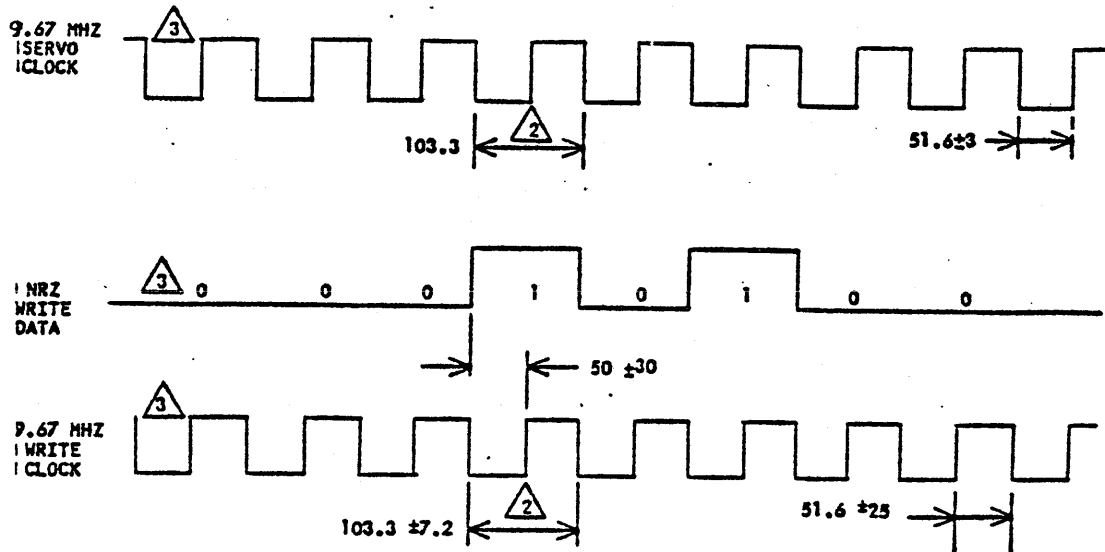 9.67 MHZ
SERVO
CLOCK
3
103.3
2
51.6±3
NRZ
WRITE
DATA
3
0 0 0 1 0 1 0 0
50 ±30
9.67 MHZ
WRITE
CLOCK
3
103.3 ±7.2
2
51.6 ±25